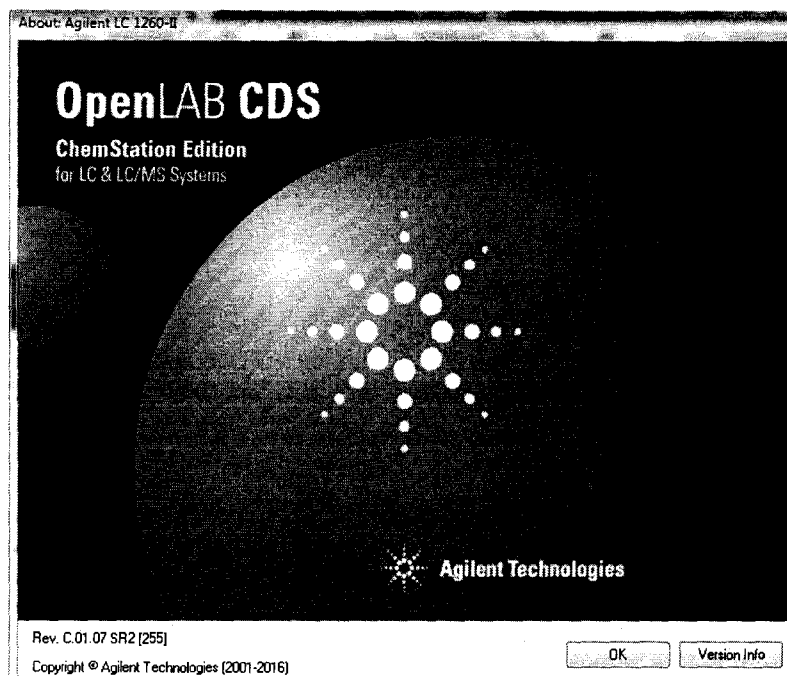 About: Agilent LC 1260-II
OpenLAB CDS
ChemStation Edition
for LC & LC/MS Systems
Agilent Technologies
Rev. C.01.07 SR2 [255]
Copyright © Agilent Technologies (2001-2016)
OK
Version Info